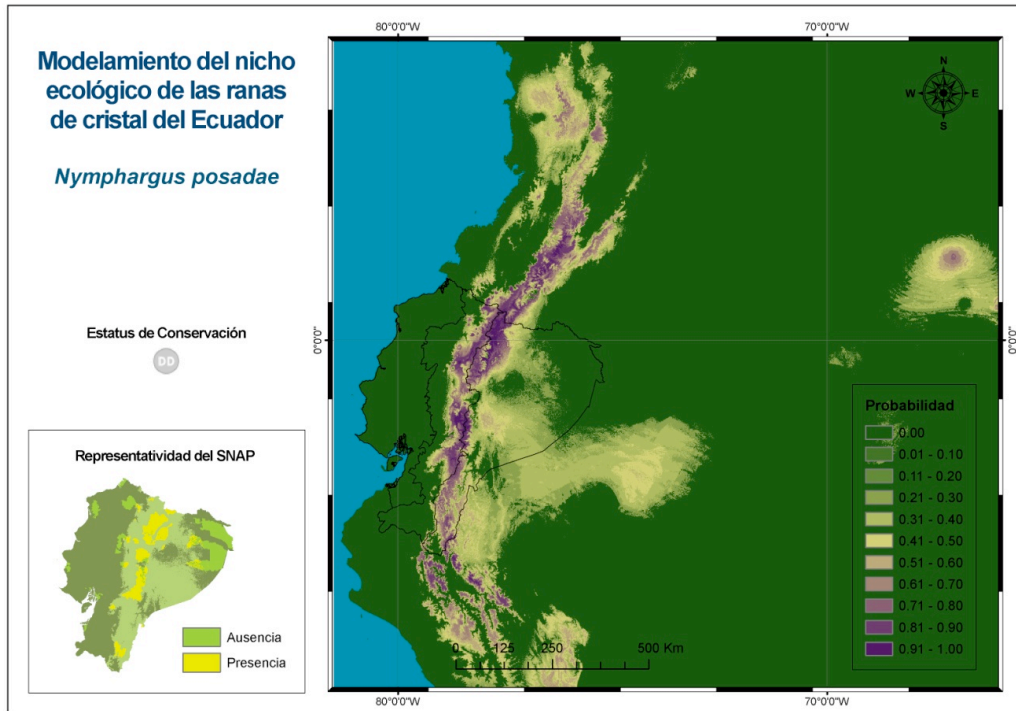 Modelamiento del nicho
ecológico de las ranas
de cristal del Ecuador
Nymphargus posadae
Estatus de Conservación
DD
Representatividad del SNAP
Ausencia
Presencia
80°0'0"W
70°0'0"W
N
W
E
S
0°0'0"
0°0'0"
Probabilidad
0.00
0.01 - 0.10
0.11 - 0.20
0.21 - 0.30
0.31 - 0.40
0.41 - 0.50
0.51 - 0.60
0.61 - 0.70
0.71 - 0.80
0.81 - 0.90
0.91 - 1.00
0 125 250 500 Km
80°0'0"W
70°0'0"W